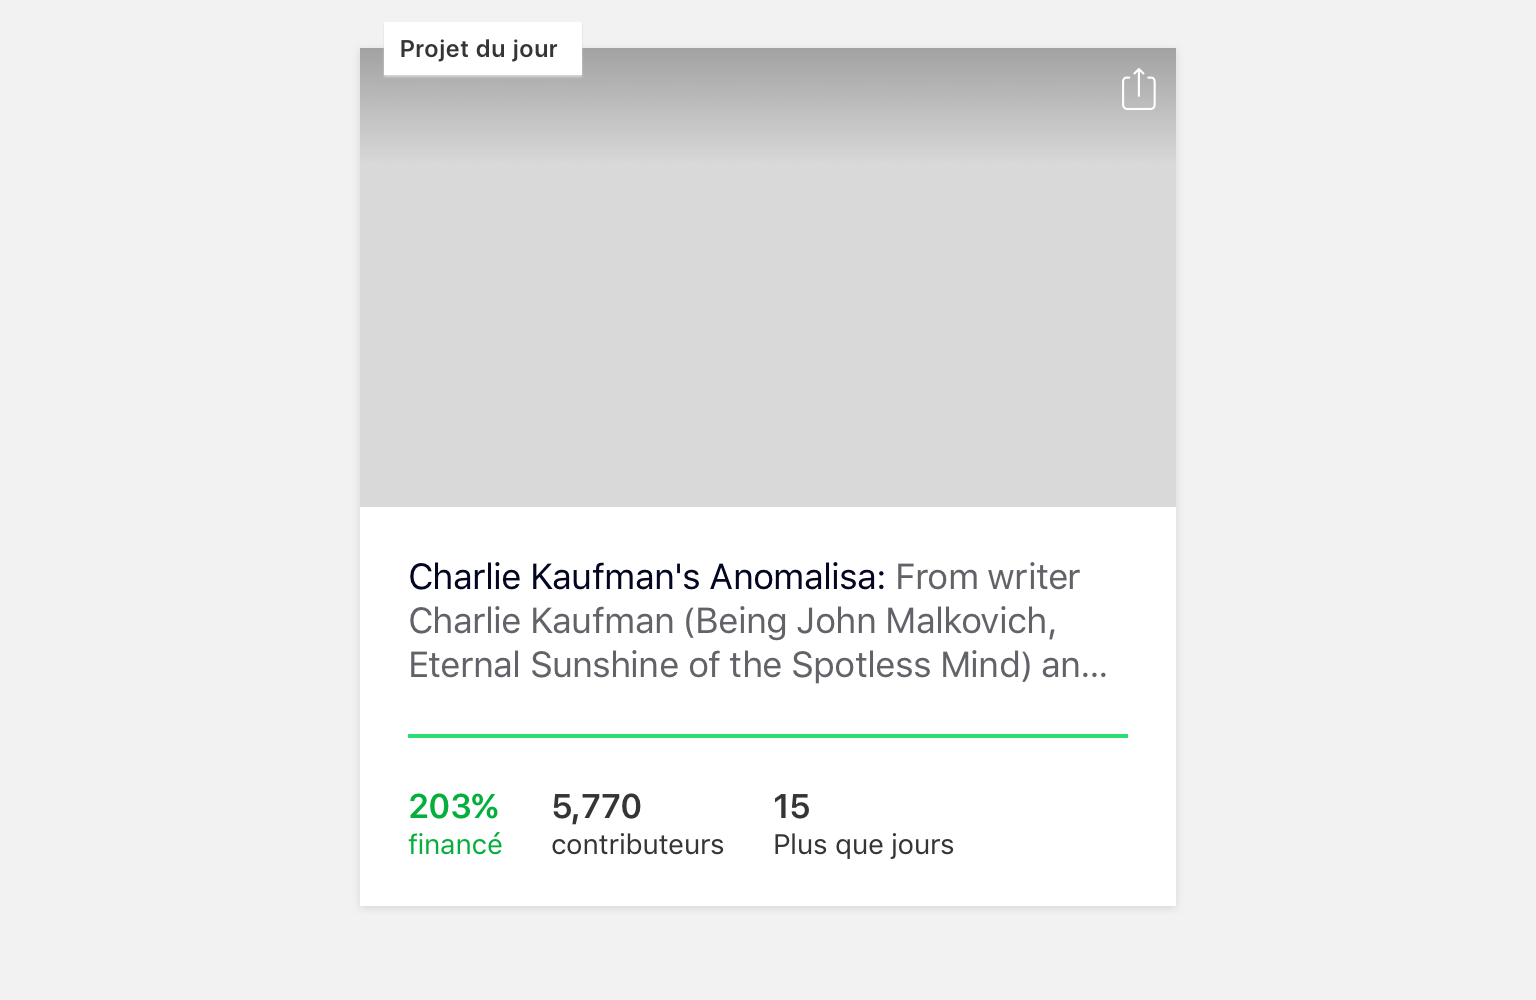 Projet du jour
Charlie Kaufman's Anomalisa: From writer
Charlie Kaufman (Being John Malkovich,
Eternal Sunshine of the Spotless Mind) an...
203%
financé
5,770
contributeurs
15
Plus que jours